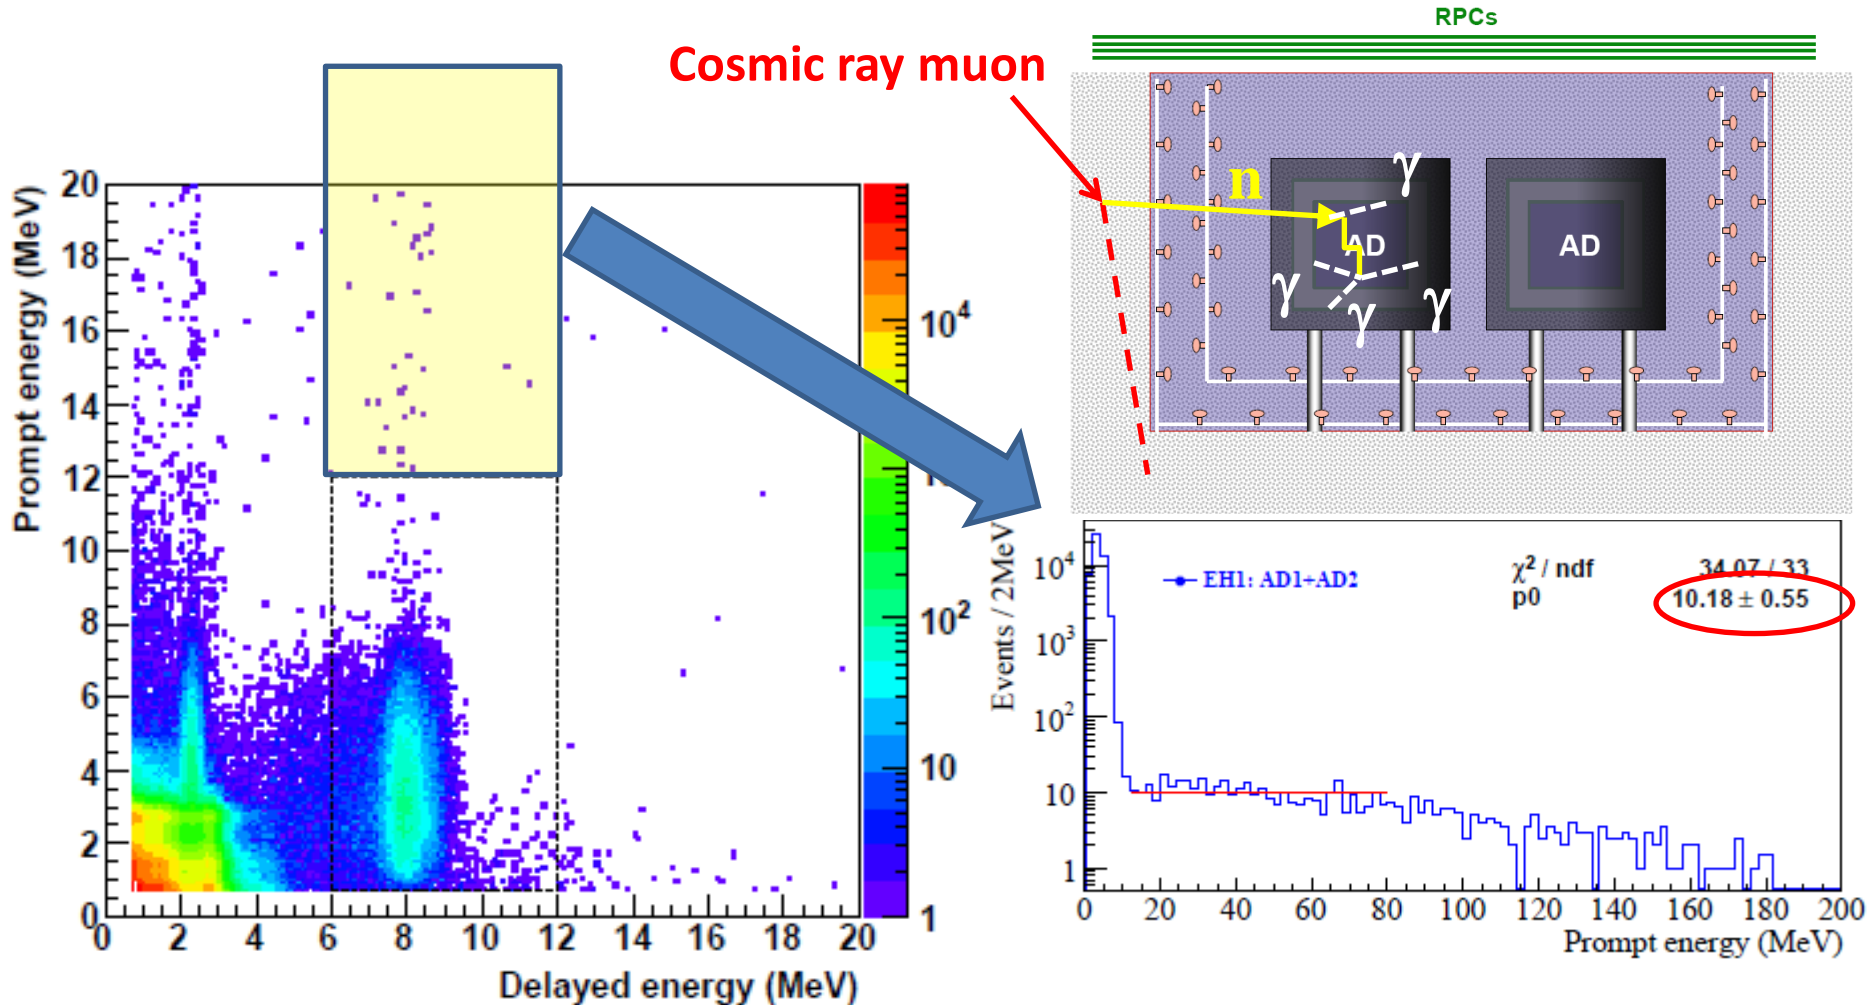 RPCs
Cosmic ray muon
n
γ
AD
AD
γ
γ
γ
Prompt energy (MeV)
20
18
16
14
12
10
8
6
4
2
0
0 2 4 6 8 10 12 14 16 18 20
Delayed energy (MeV)
10⁴
10²
10
1
Events / 2MeV
10⁴
10³
10²
10
1
EH1: AD1+AD2
χ² / ndf 34.07 / 33
p0 10.18 ± 0.55
0 20 40 60 80 100 120 140 160 180 200
Prompt energy (MeV)